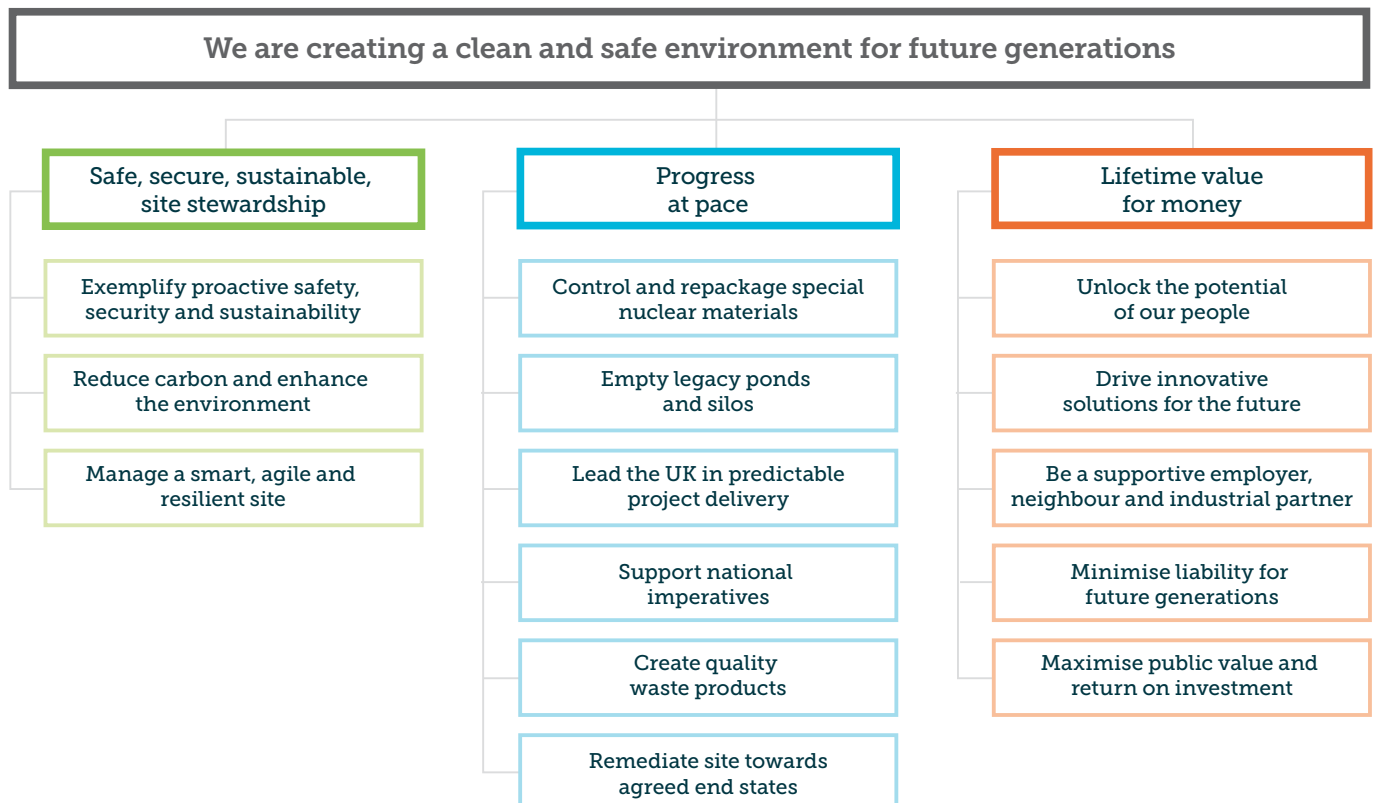 We are creating a clean and safe environment for future generations
Safe, secure, sustainable,
site stewardship
Exemplify proactive safety,
security and sustainability
Reduce carbon and enhance
the environment
Manage a smart, agile and
resilient site
Progress
at pace
Control and repackage special
nuclear materials
Empty legacy ponds
and silos
Lead the UK in predictable
project delivery
Support national
imperatives
Create quality
waste products
Remediate site towards
agreed end states
Lifetime value
for money
Unlock the potential
of our people
Drive innovative
solutions for the future
Be a supportive employer,
neighbour and industrial partner
Minimise liability for
future generations
Maximise public value and
return on investment